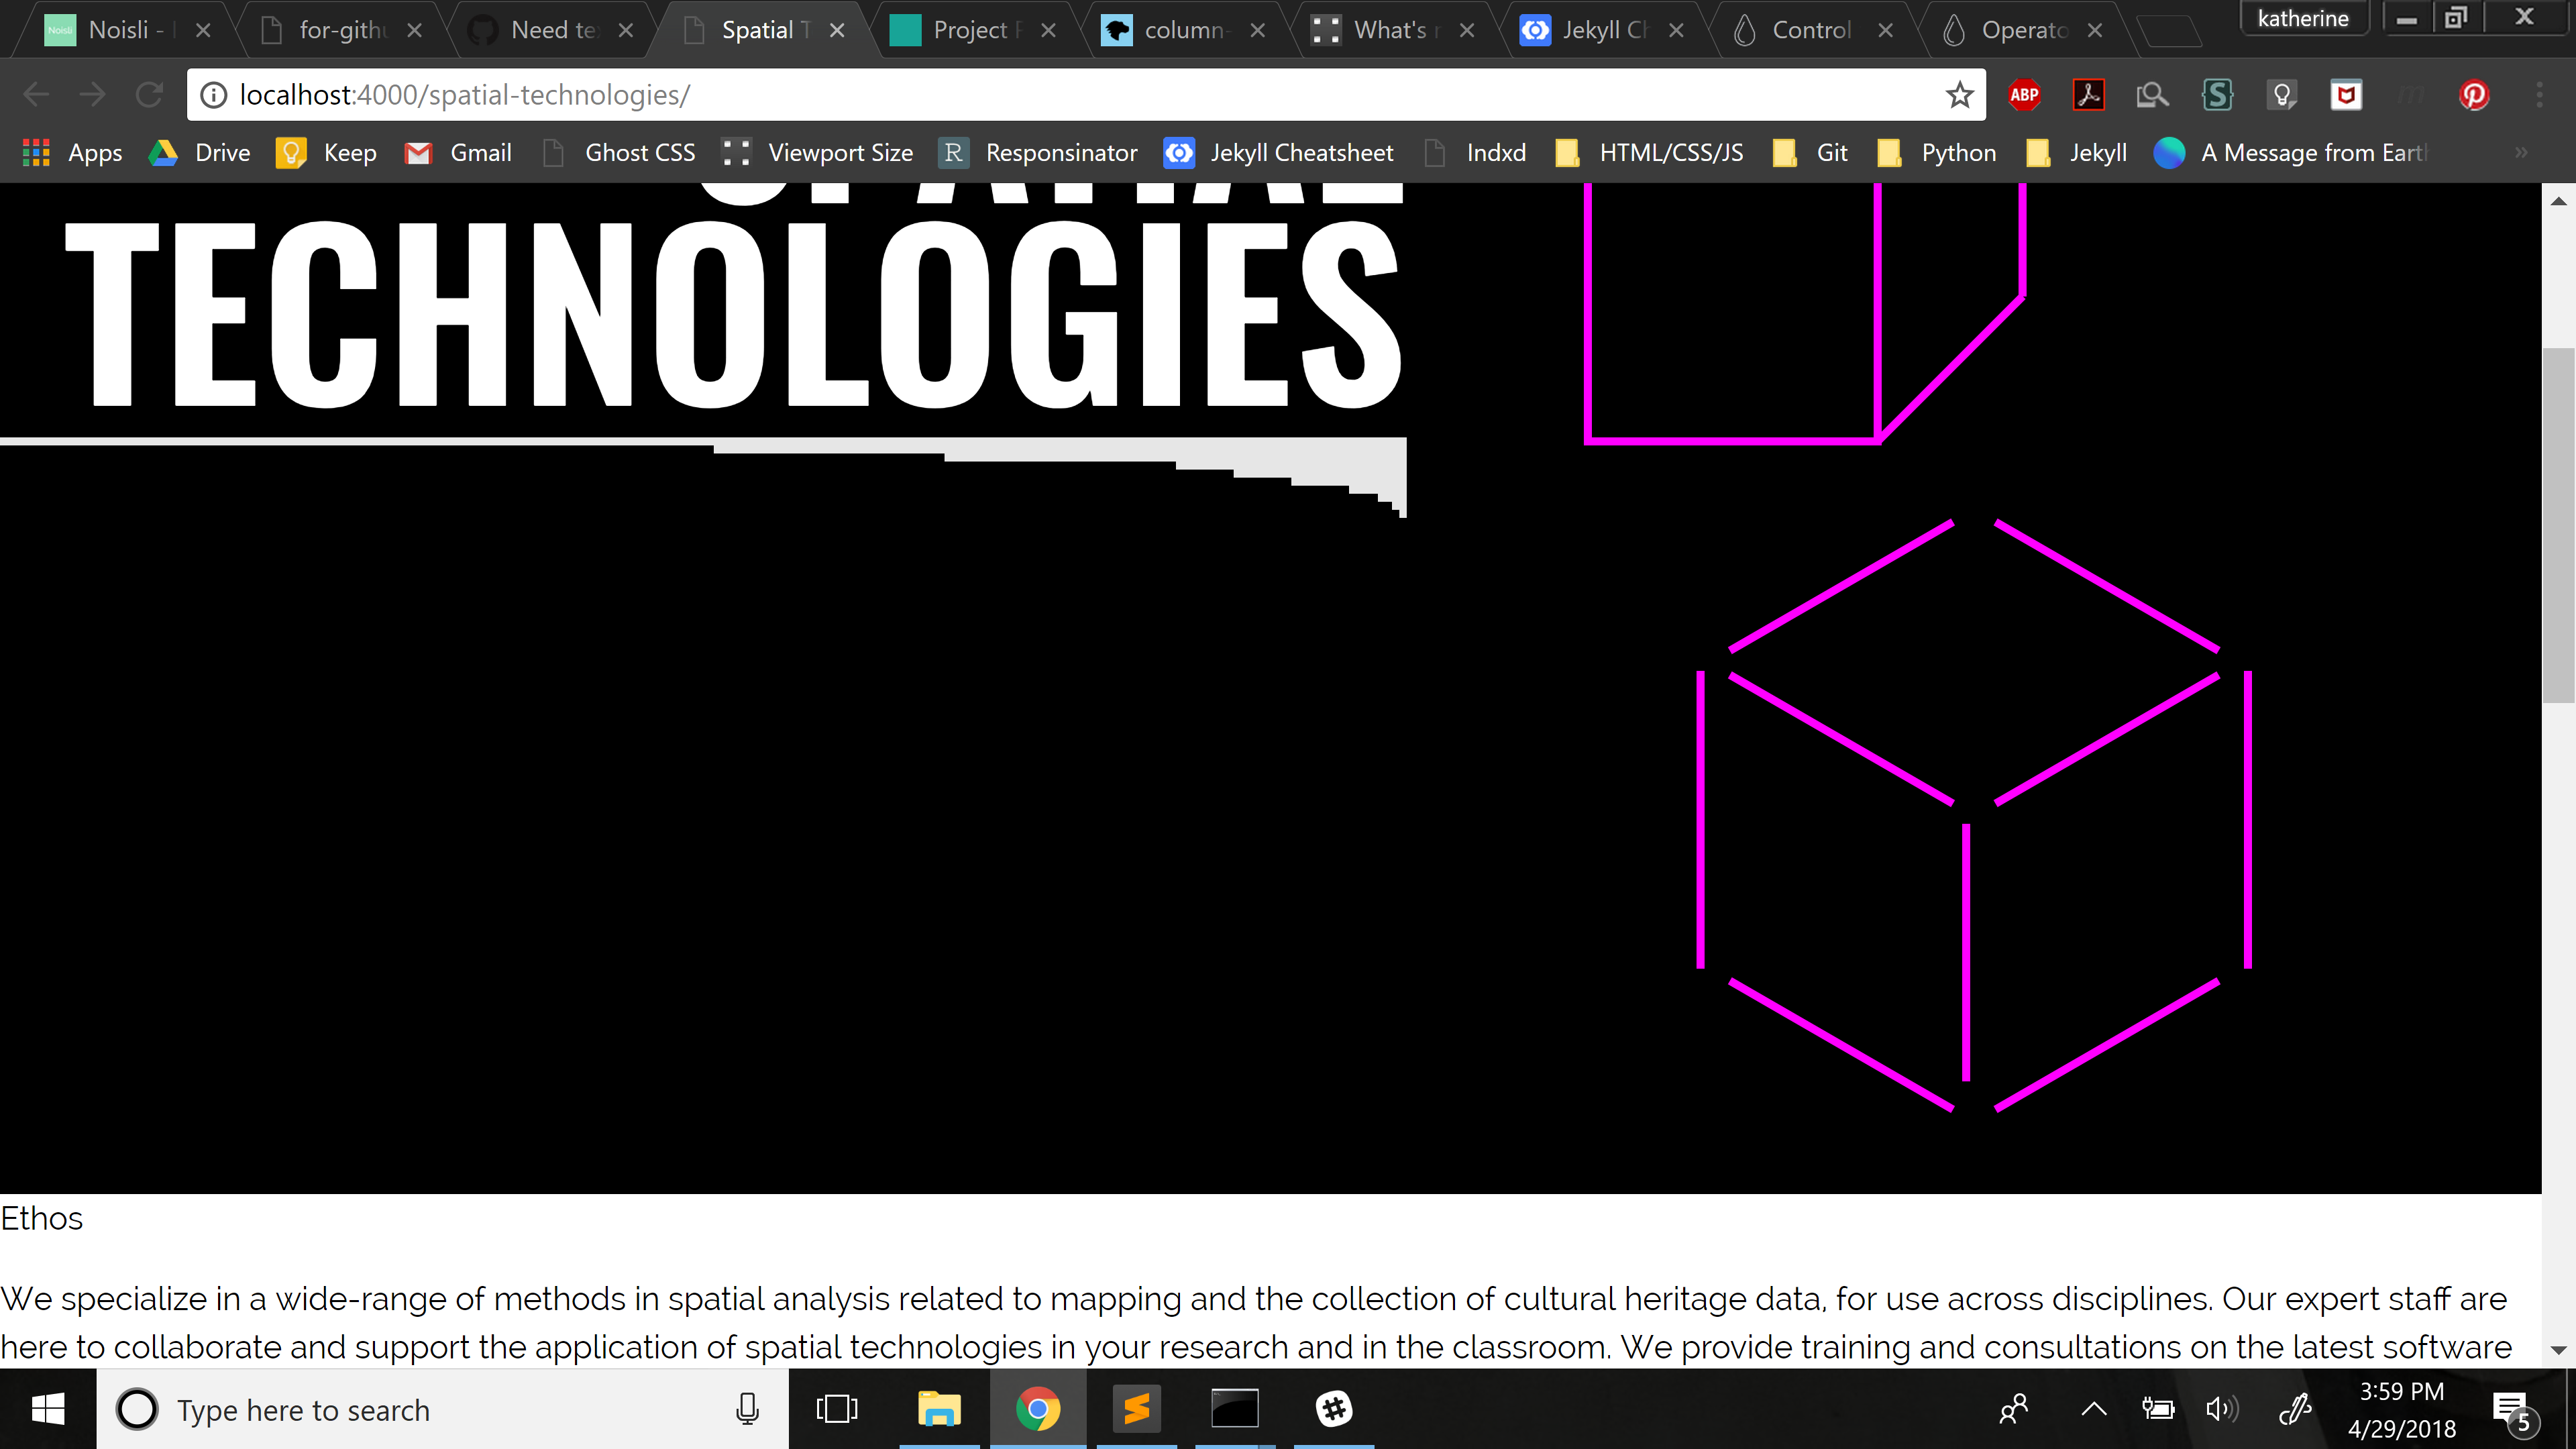 Noisli -
for-githu
Need te
Spatial T
Project
column-
What's
Jekyll Ch
Control
Operato
katherine
localhost:4000/spatial-technologies/
ABP
Apps
Drive
Keep
Gmail
Ghost CSS
Viewport Size
R
Responsinator
Jekyll Cheatsheet
Indxd
HTML/CSS/JS
Git
Python
Jekyll
A Message from Eart
»
SPATIAL
TECHNOLOGIES
Ethos
We specialize in a wide-range of methods in spatial analysis related to mapping and the collection of cultural heritage data, for use across disciplines. Our expert staff are
here to collaborate and support the application of spatial technologies in your research and in the classroom. We provide training and consultations on the latest software
Type here to search
3:59 PM
4/29/2018
5